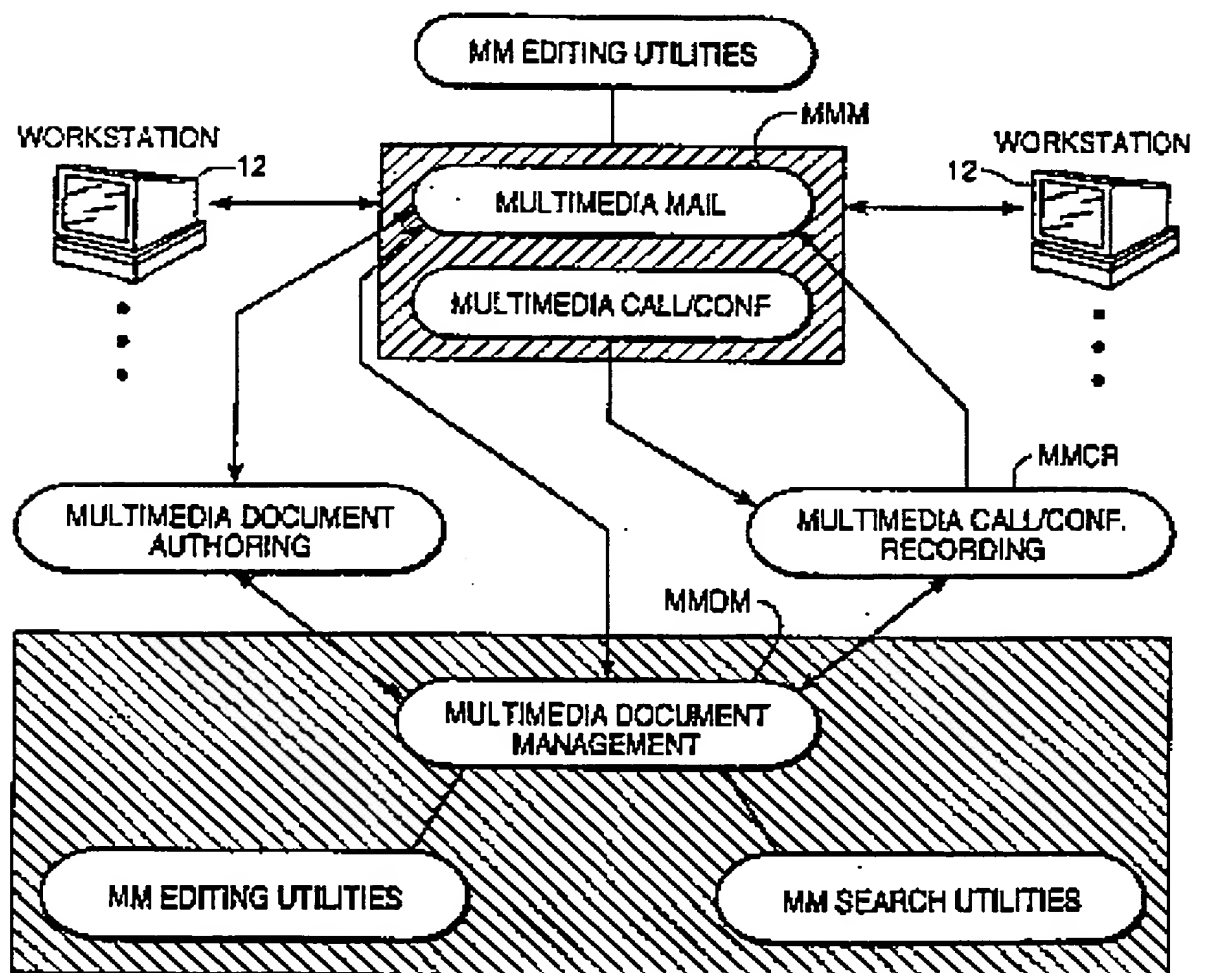 MM EDITING UTILITIES
MMM
WORKSTATION
12
WORKSTATION
12
MULTIMEDIA MAIL
MULTIMEDIA CALL/CONF
MMCR
MULTIMEDIA DOCUMENT
AUTHORING
MULTIMEDIA CALL/CONF.
RECORDING
MMDM
MULTIMEDIA DOCUMENT
MANAGEMENT
MM EDITING UTILITIES
MM SEARCH UTILITIES